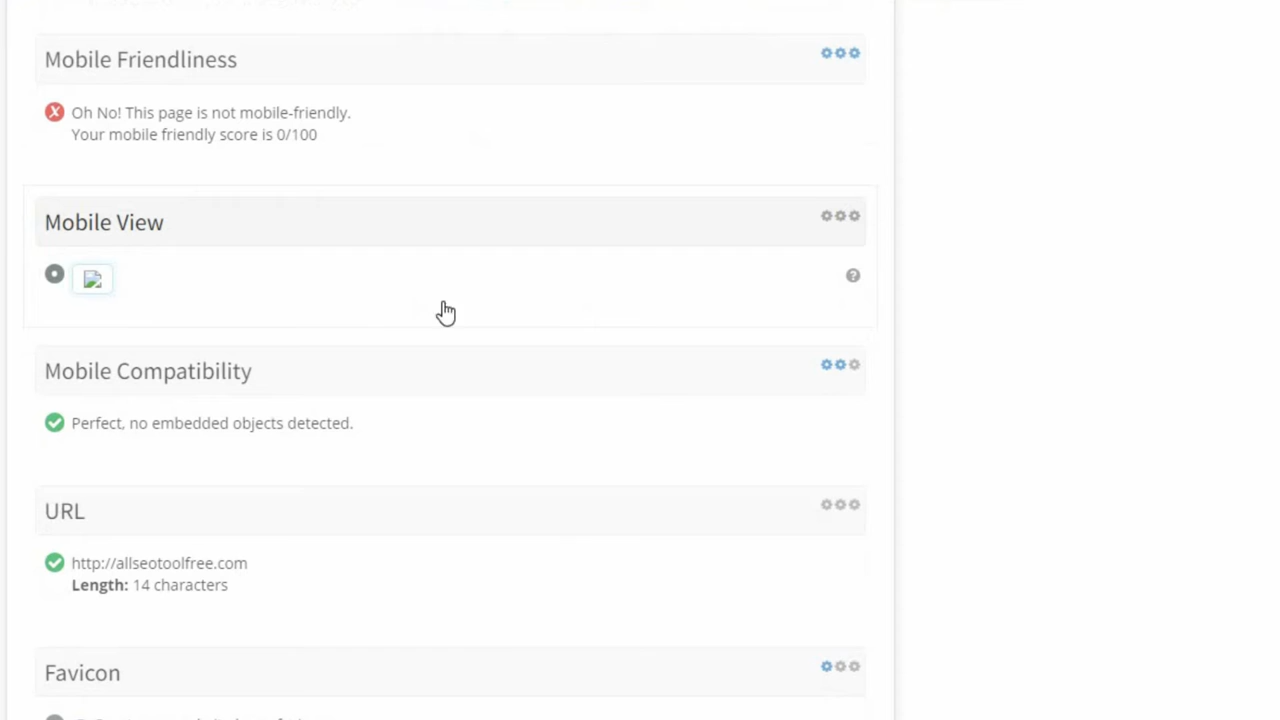 Mobile Friendliness
Oh No! This page is not mobile-friendly.
Your mobile friendly score is 0/100
Mobile View
Mobile Compatibility
Perfect, no embedded objects detected.
URL
http://allseotoolfree.com
Length: 14 characters
Favicon